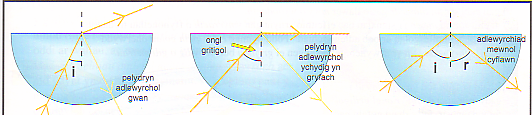 i
pelydryn
adlewyrchol
gwan
ongl
gritigol
pelydryn
adlewyrchol
ychydig yn
gryfach
adlewyrchiad
mewnol
cyflawn
i
r